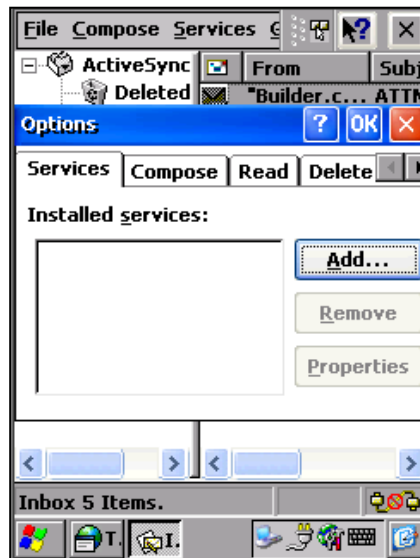 File Compose Services
ActiveSync From Subj
Deleted "Builder.c... ATTN
Options ? OK
Services Compose Read Delete
Installed services:
Add...
Remove
Properties
Inbox 5 Items.
T. I.